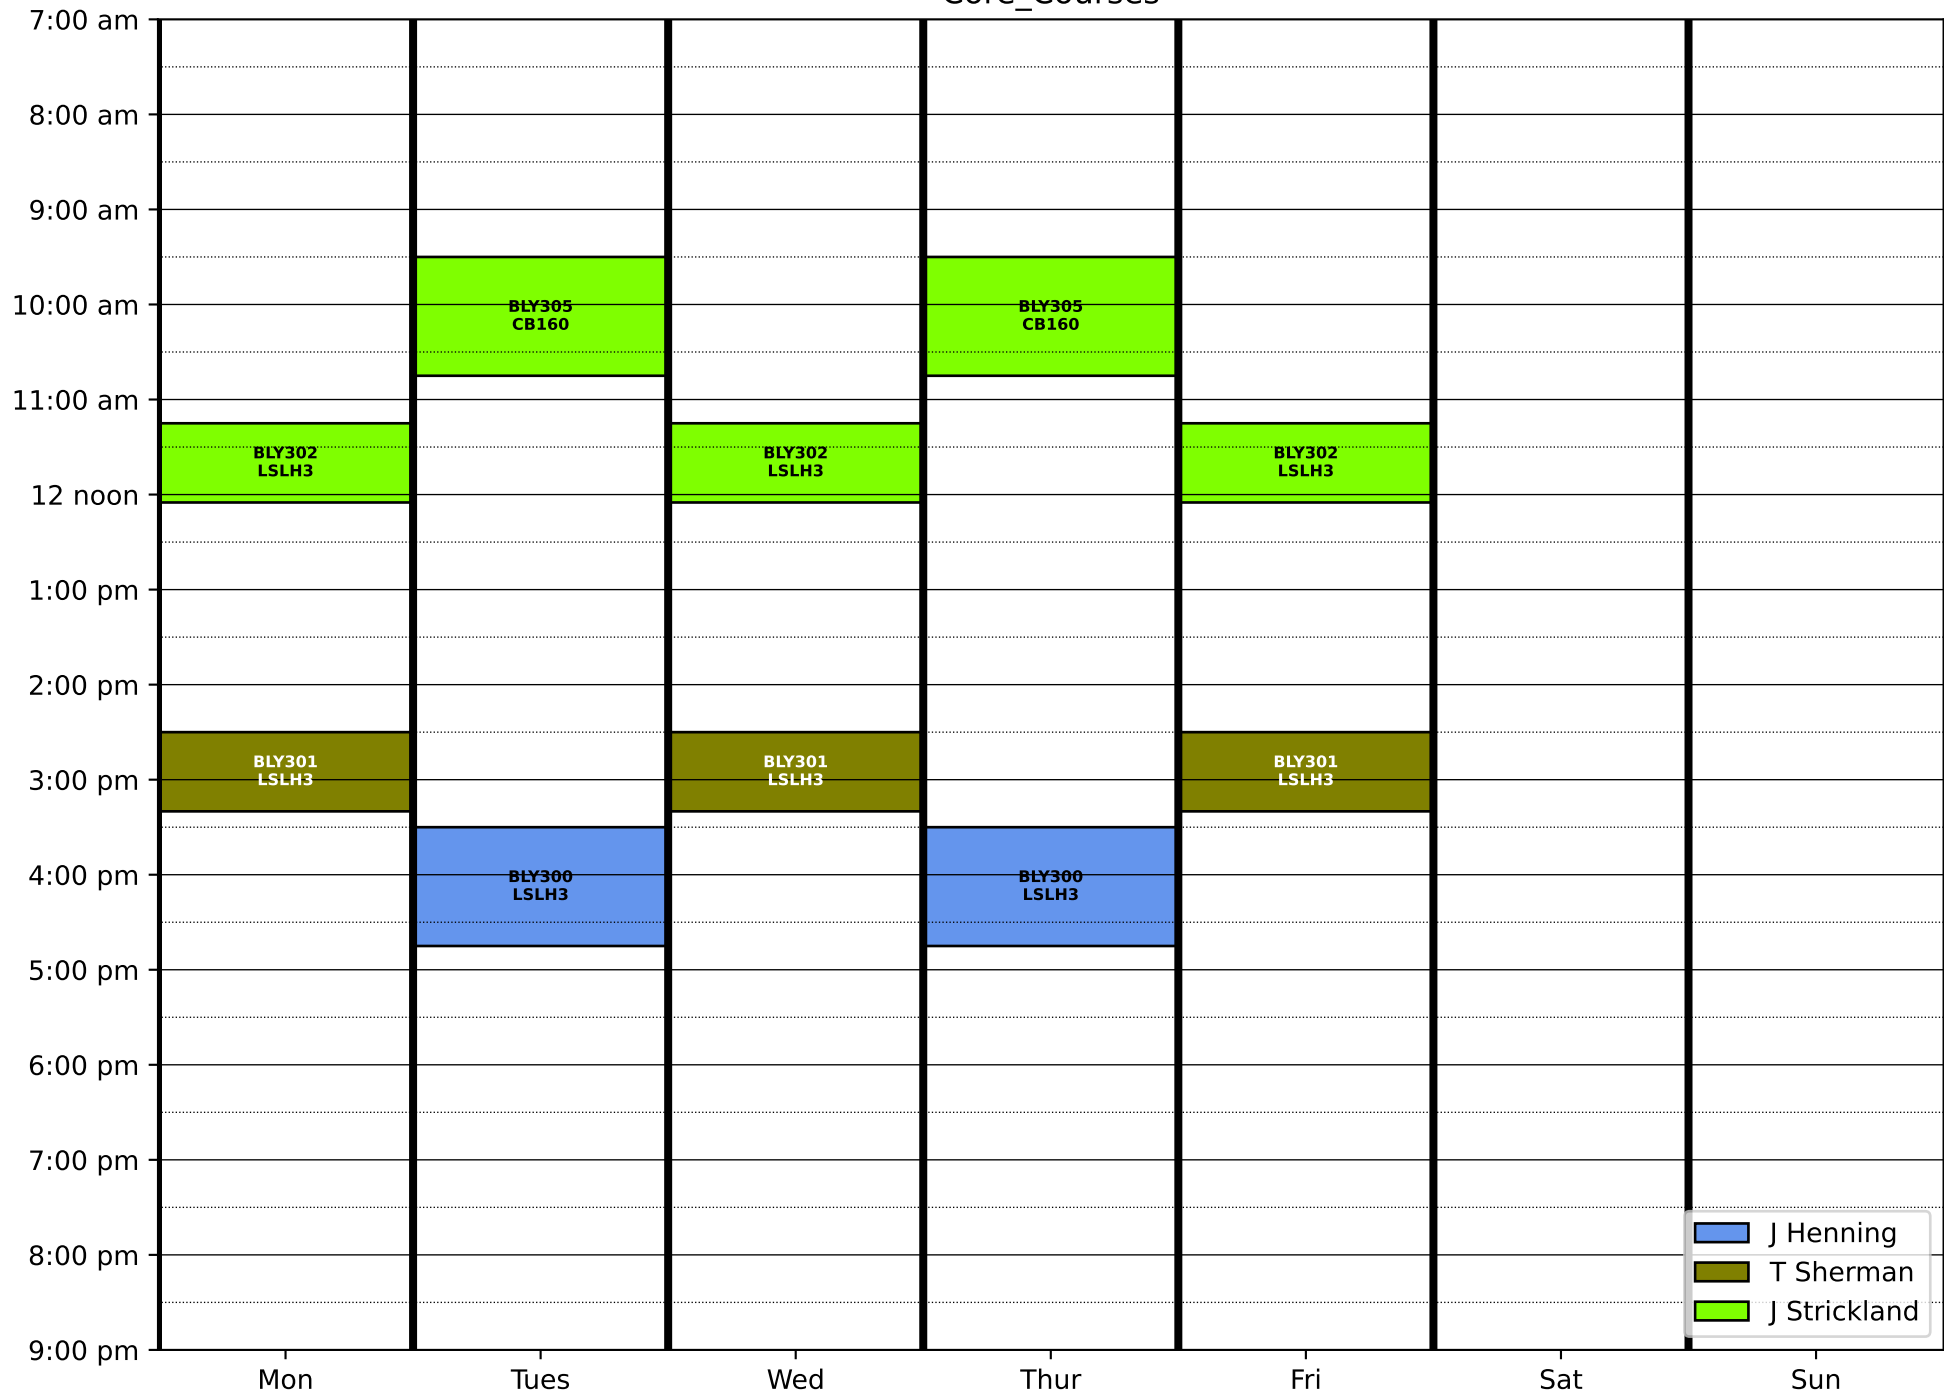 Core_Courses
7:00 am
8:00 am
9:00 am
10:00 am
11:00 am
12 noon
1:00 pm
2:00 pm
3:00 pm
4:00 pm
5:00 pm
6:00 pm
7:00 pm
8:00 pm
9:00 pm
BLY305
CB160
BLY305
CB160
BLY302
LSLH3
BLY302
LSLH3
BLY302
LSLH3
BLY301
LSLH3
BLY301
LSLH3
BLY301
LSLH3
BLY300
LSLH3
BLY300
LSLH3
J Henning
T Sherman
J Strickland
Mon
Tues
Wed
Thur
Fri
Sat
Sun